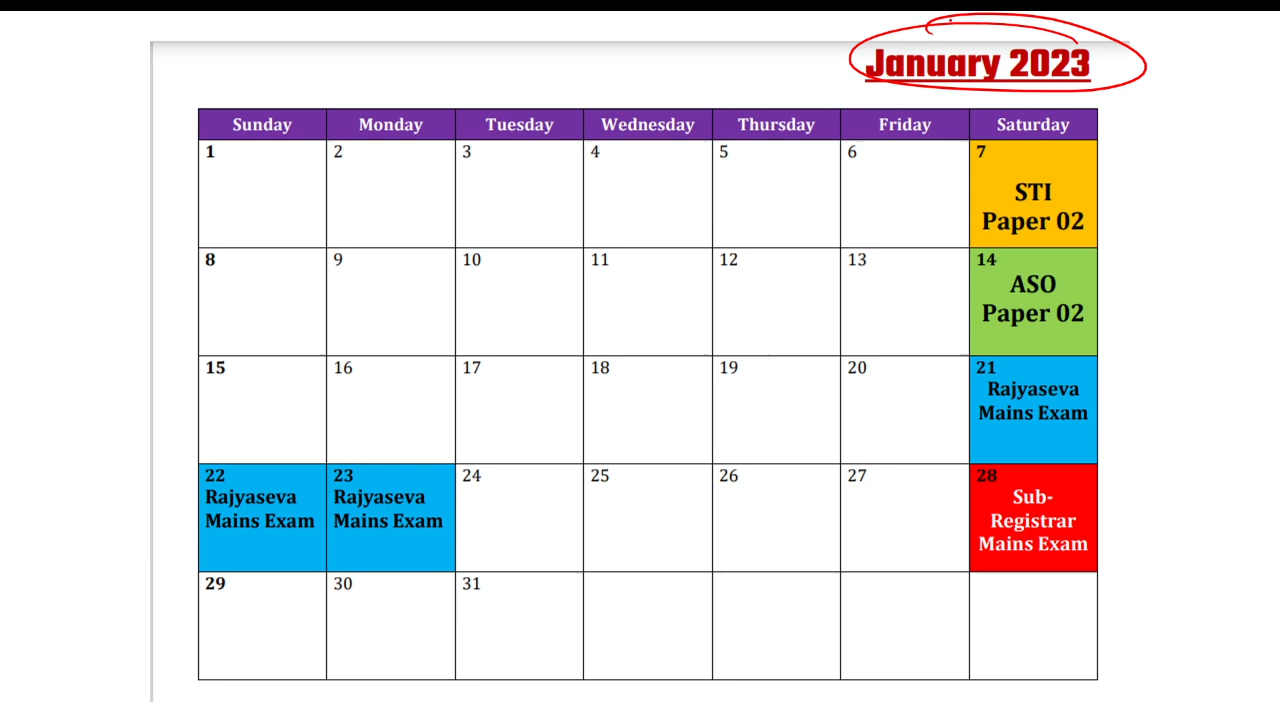 January 2023
Sunday Monday Tuesday Wednesday Thursday Friday Saturday
1 2 3 4 5 6 7
STI
Paper 02
8 9 10 11 12 13 14
ASO
Paper 02
15 16 17 18 19 20 21
Rajyaseva
Mains Exam
22 23 24 25 26 27 28
Rajyaseva
Mains Exam
Rajyaseva
Mains Exam
Sub-
Registrar
Mains Exam
29 30 31